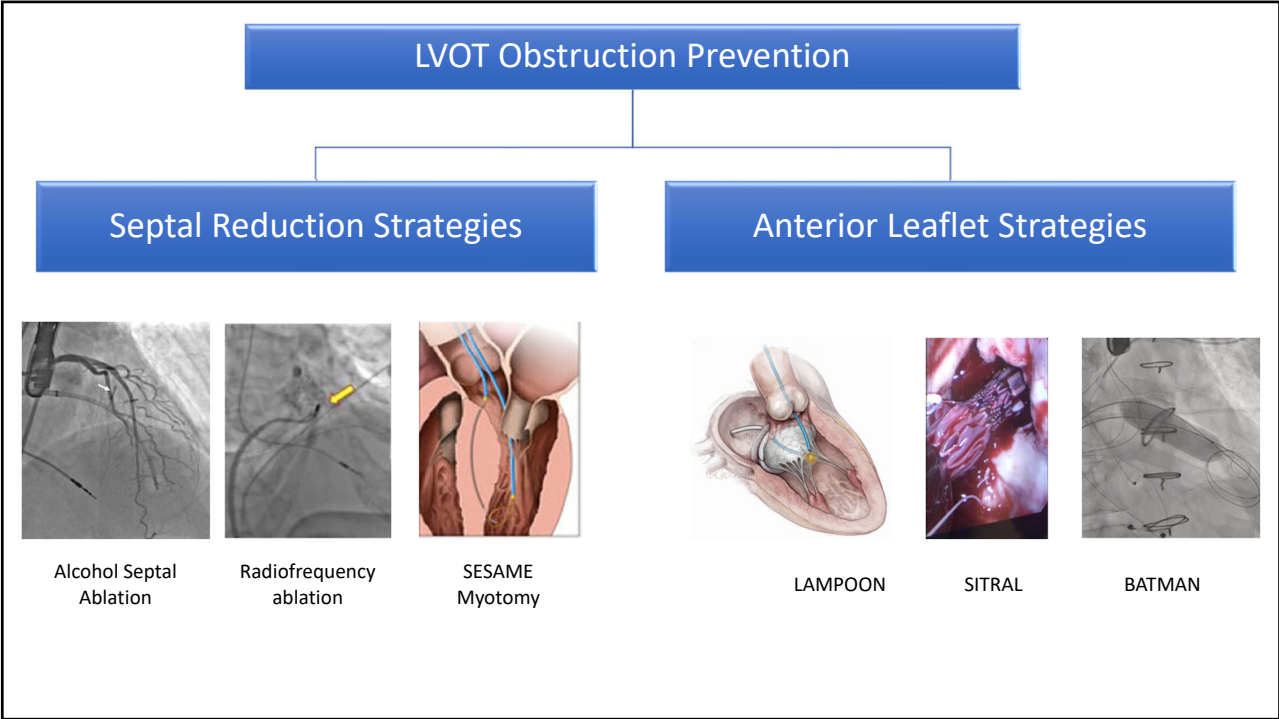 LVOT Obstruction Prevention
Septal Reduction Strategies
Anterior Leaflet Strategies
Alcohol Septal
Ablation
Radiofrequency
ablation
SESAME
Myotomy
LAMPOON
SITRAL
BATMAN